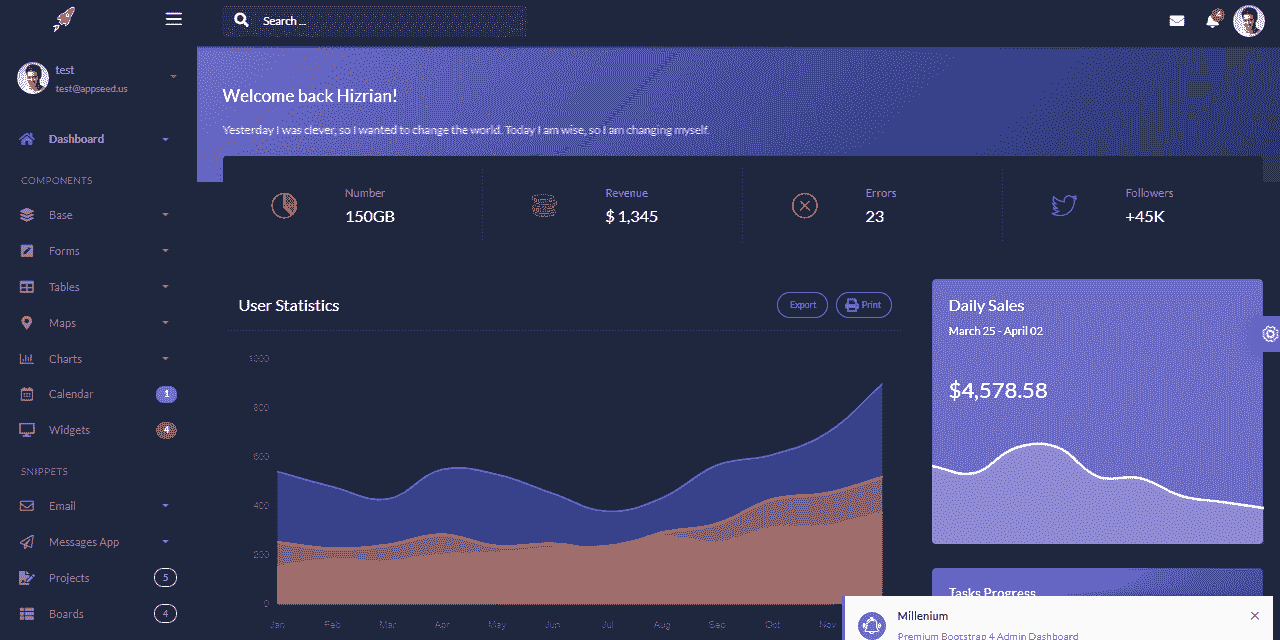 Search ...
4
test
test@appseed.us
Dashboard
COMPONENTS
Base
Forms
Tables
Maps
Charts
Calendar
1
Widgets
4
SNIPPETS
Email
Messages App
Projects
5
Boards
4
Welcome back Hizrian!
Yesterday I was clever, so I wanted to change the world. Today I am wise, so I am changing myself.
Number
150GB
Revenue
$ 1,345
Errors
23
Followers
+45K
User Statistics
Export
Print
1000
800
600
400
200
0
Jan Feb Mar Apr May Jun Jul Aug Sep Oct Nov
Daily Sales
March 25 - April 02
$4,578.58
Tasks Progress
Millenium
Premium Bootstrap 4 Admin Dashboard